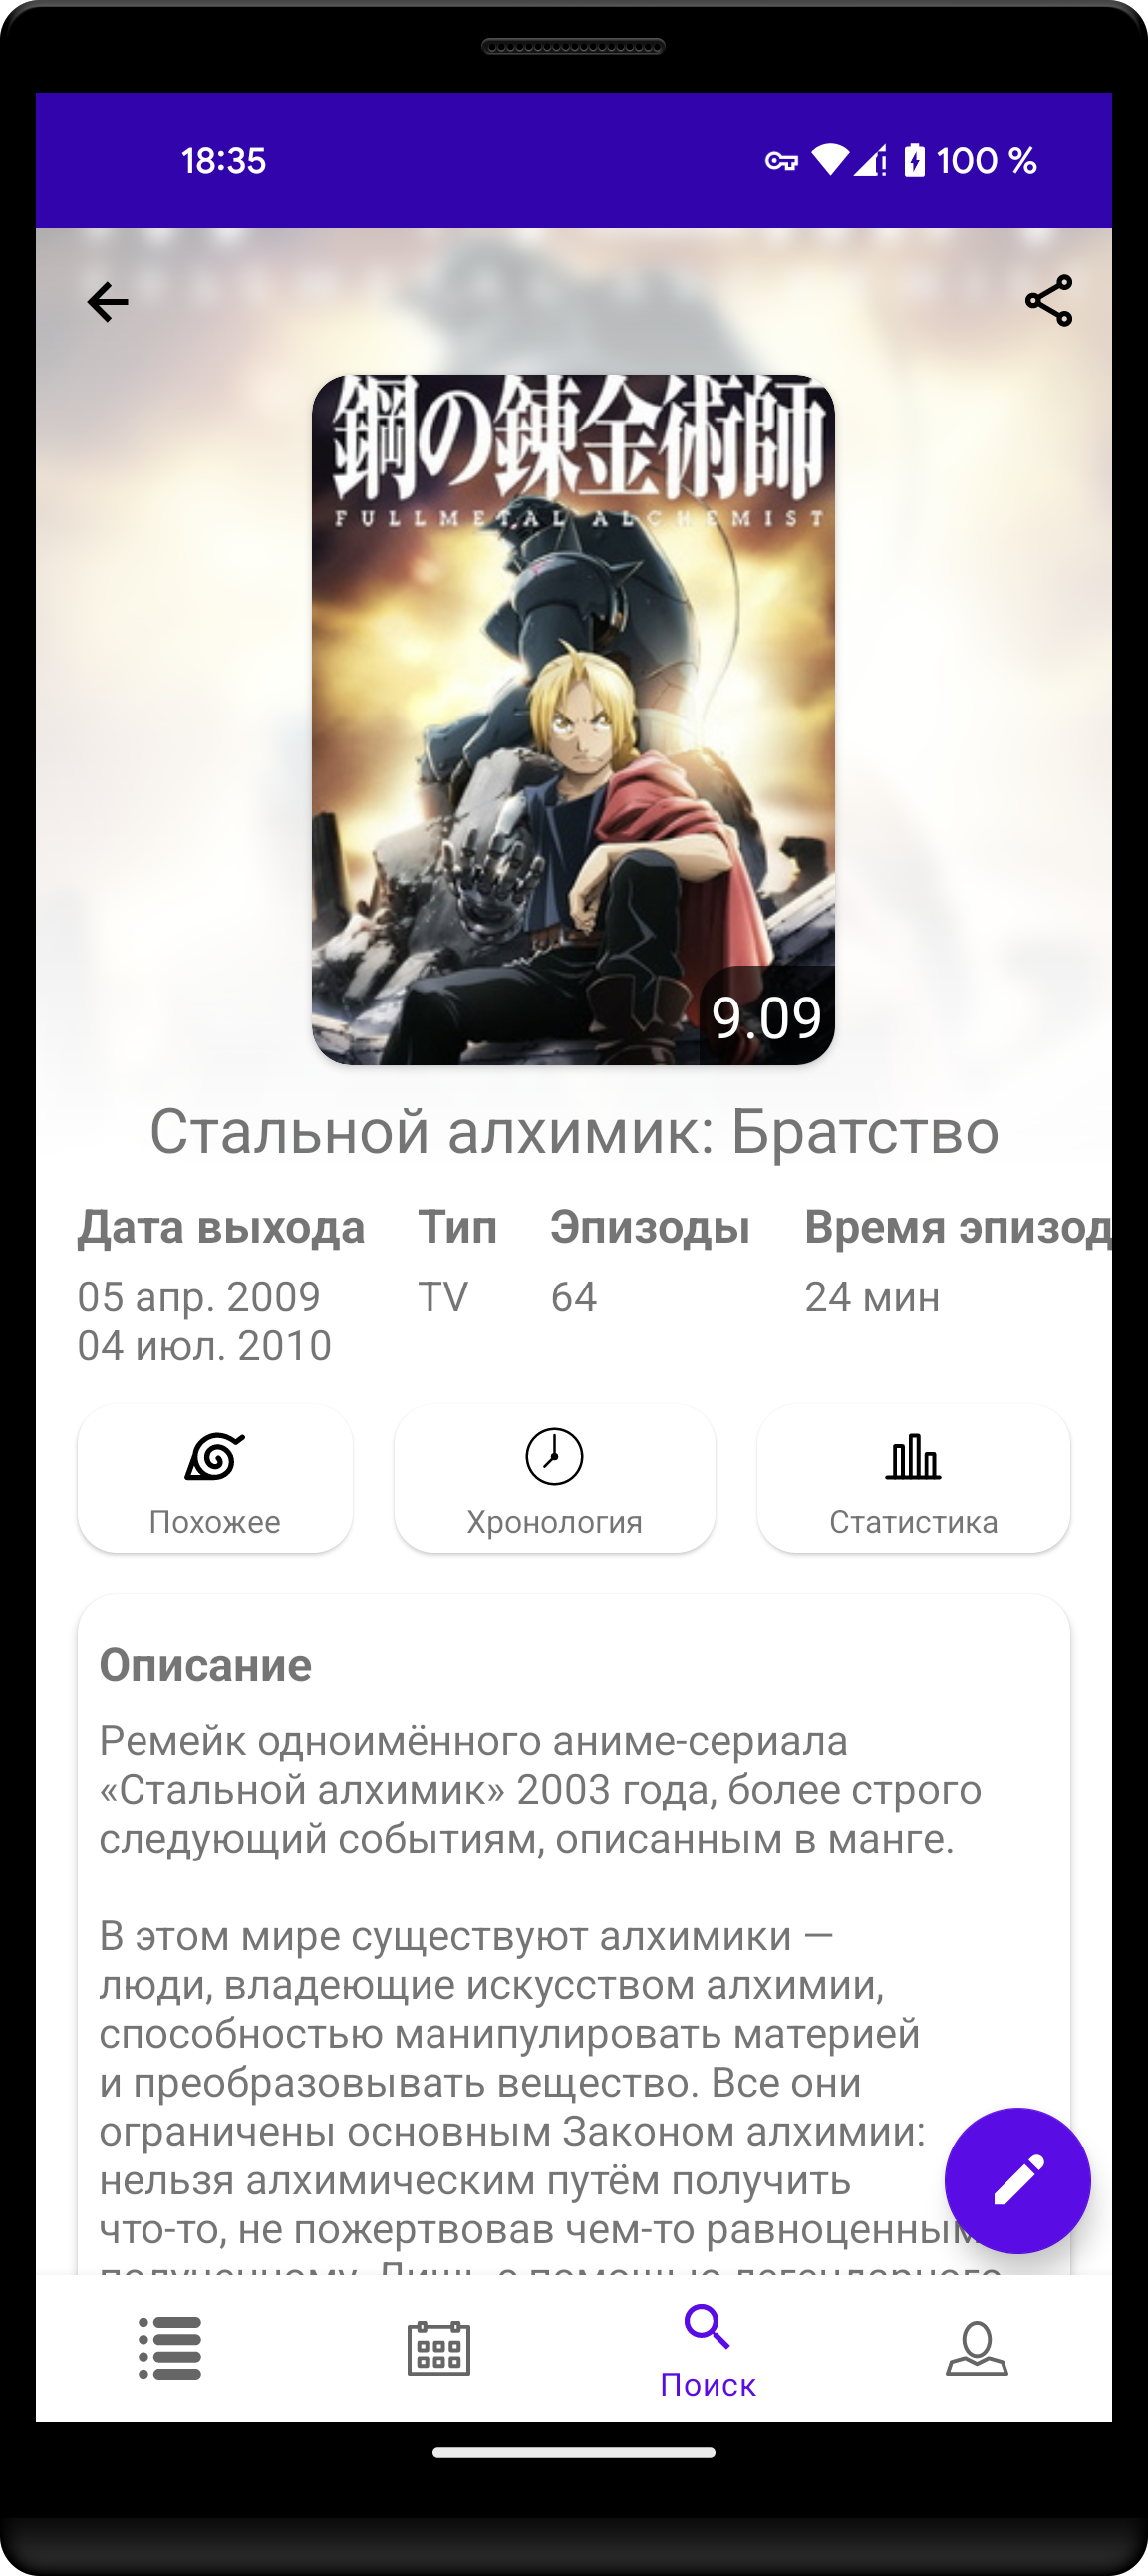 18:35
100 %
鋼の錬金術師
FULLMETAL ALCHEMIST
9.09
Стальной алхимик: Братство
Дата выхода Тип Эпизоды Время эпизод
05 апр. 2009 TV 64 24 мин
04 июл. 2010
Похожее Хронология Статистика
Описание
Ремейк одноимённого аниме-сериала
«Стальной алхимик» 2003 года, более строго
следующий событиям, описанным в манге.
В этом мире существуют алхимики —
люди, владеющие искусством алхимии,
способностью манипулировать материей
и преобразовывать вещество. Все они
ограничены основным Законом алхимии:
нельзя алхимическим путём получить
что-то, не пожертвовав чем-то равноценным
Поиск